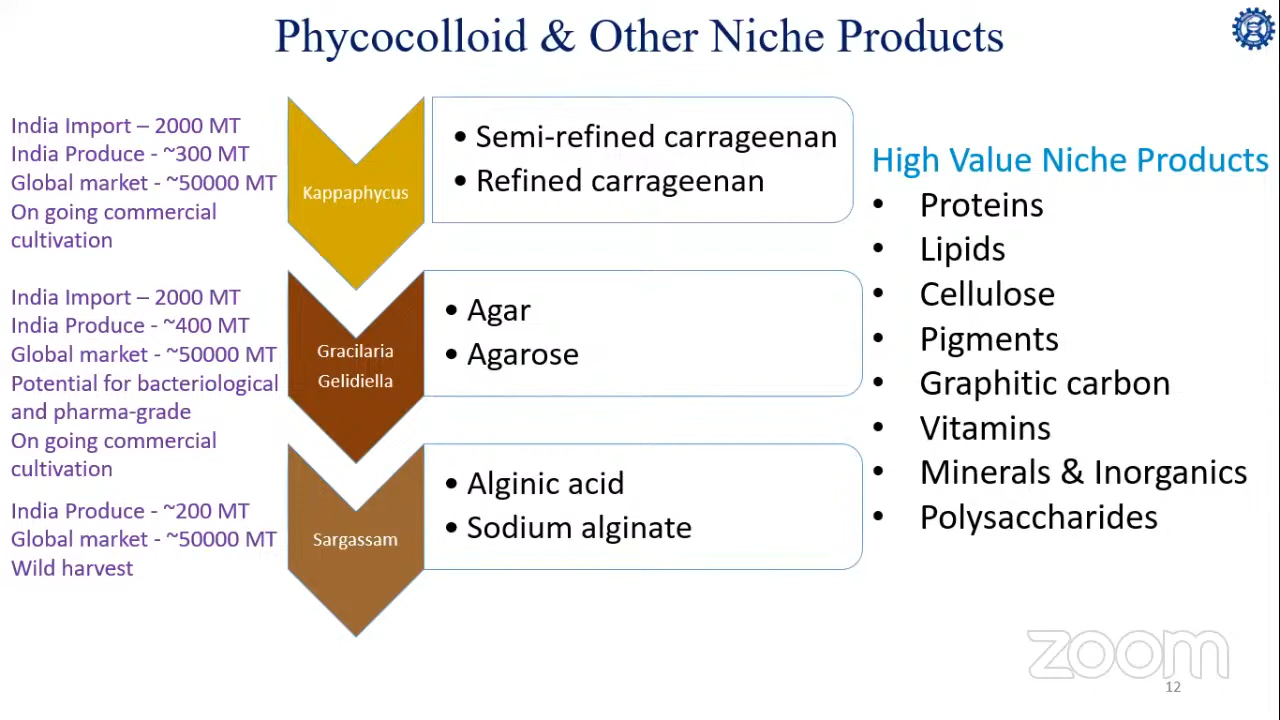 Phycocolloid & Other Niche Products
India Import – 2000 MT
India Produce - ~300 MT
Global market - ~50000 MT
On going commercial
cultivation
Kappaphycus
• Semi-refined carrageenan
• Refined carrageenan
India Import – 2000 MT
India Produce - ~400 MT
Global market - ~50000 MT
Potential for bacteriological
and pharma-grade
On going commercial
cultivation
Gracilaria
Gelidiella
• Agar
• Agarose
India Produce - ~200 MT
Global market - ~50000 MT
Wild harvest
Sargassam
• Alginic acid
• Sodium alginate
High Value Niche Products
• Proteins
• Lipids
• Cellulose
• Pigments
• Graphitic carbon
• Vitamins
• Minerals & Inorganics
• Polysaccharides
zoom
12